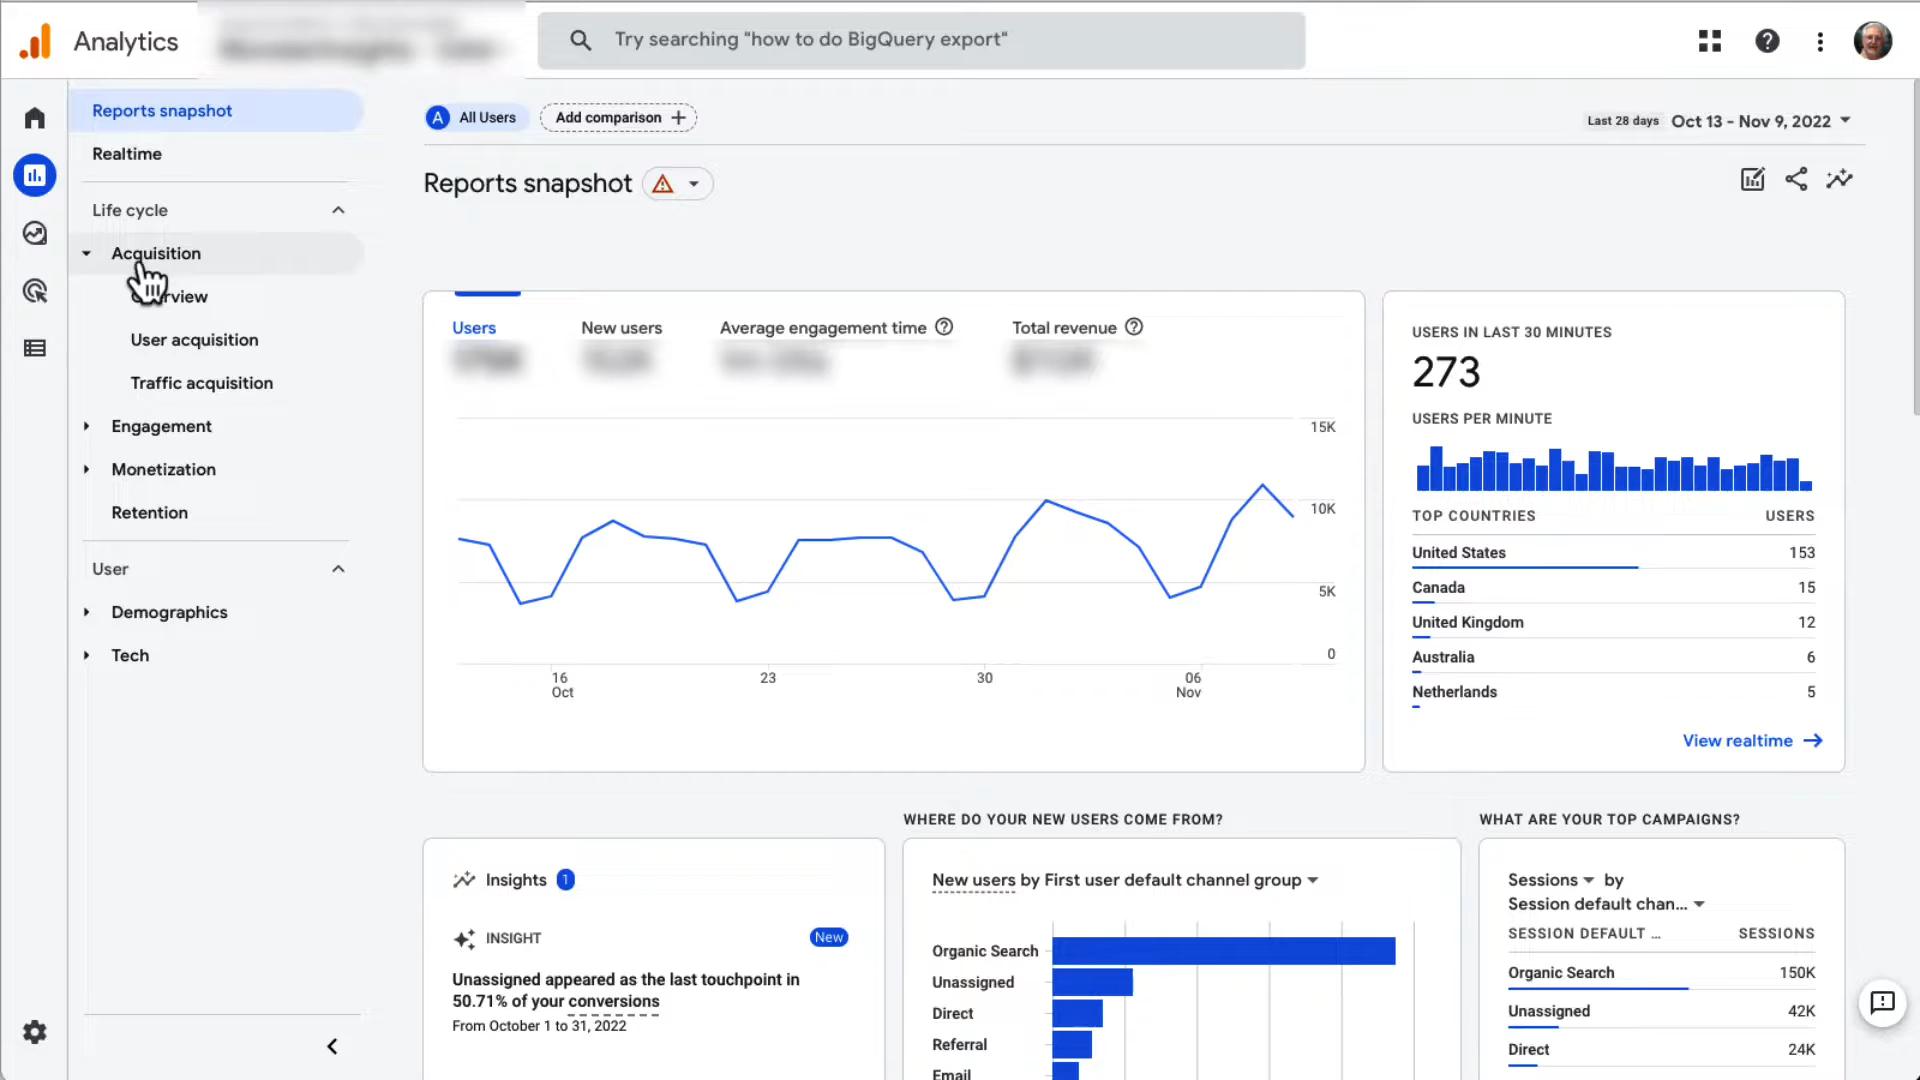 Analytics
Try searching "how to do BigQuery export"
Reports snapshot
Realtime
Life cycle
Acquisition
User acquisition
Traffic acquisition
Engagement
Monetization
Retention
User
Demographics
Tech
A All Users
Add comparison +
Last 28 days Oct 13 - Nov 9, 2022
Reports snapshot
Users
New users
Average engagement time
Total revenue
15K
10K
5K
0
16
Oct
23
30
06
Nov
USERS IN LAST 30 MINUTES
273
USERS PER MINUTE
TOP COUNTRIES USERS
United States 153
Canada 15
United Kingdom 12
Australia 6
Netherlands 5
View realtime
Insights 1
INSIGHT New
Unassigned appeared as the last touchpoint in
50.71% of your conversions
From October 1 to 31, 2022
WHERE DO YOUR NEW USERS COME FROM?
New users by First user default channel group
Organic Search
Unassigned
Direct
Referral
Email
WHAT ARE YOUR TOP CAMPAIGNS?
Sessions by
Session default chan...
SESSION DEFAULT ... SESSIONS
Organic Search 150K
Unassigned 42K
Direct 24K